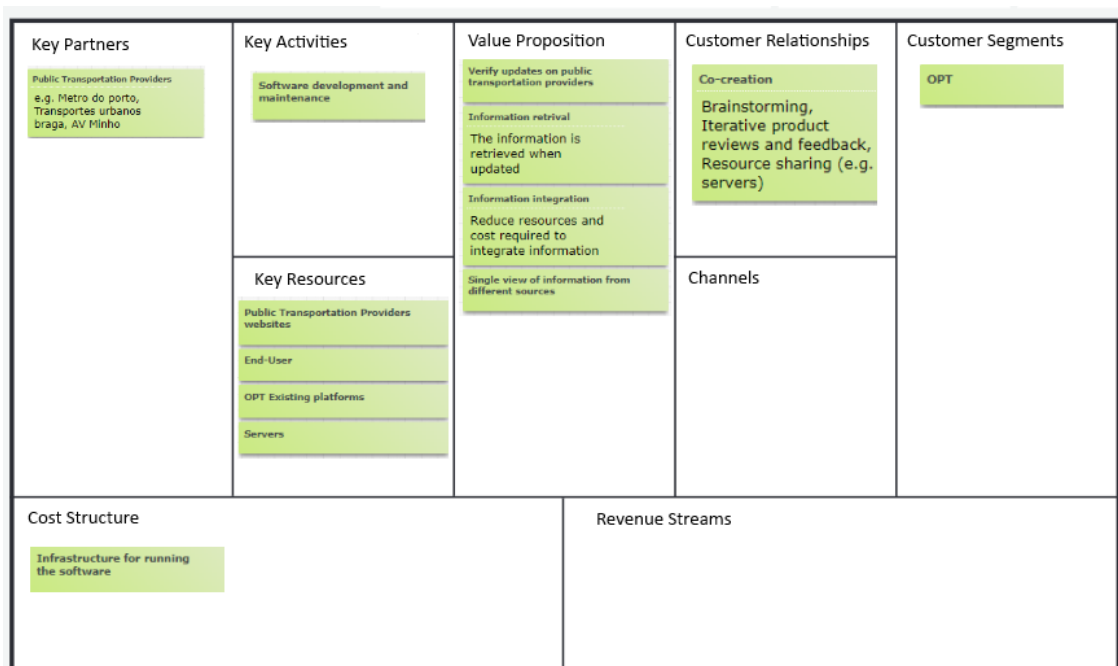 Key Partners
Public Transportation Providers
e.g. Metro do porto,
Transportes urbanos
braga, AV Minho
Key Activities
Software development and
maintenance
Key Resources
Public Transportation Providers
websites
End-User
OPT Existing platforms
Servers
Value Proposition
Verify updates on public
transportation providers
Information retrival
The information is
retrieved when
updated
Information integration
Reduce resources and
cost required to
integrate information
Single view of information from
different sources
Customer Relationships
Co-creation
Brainstorming,
Iterative product
reviews and feedback,
Resource sharing (e.g.
servers)
Channels
Customer Segments
OPT
Cost Structure
Infrastructure for running
the software
Revenue Streams